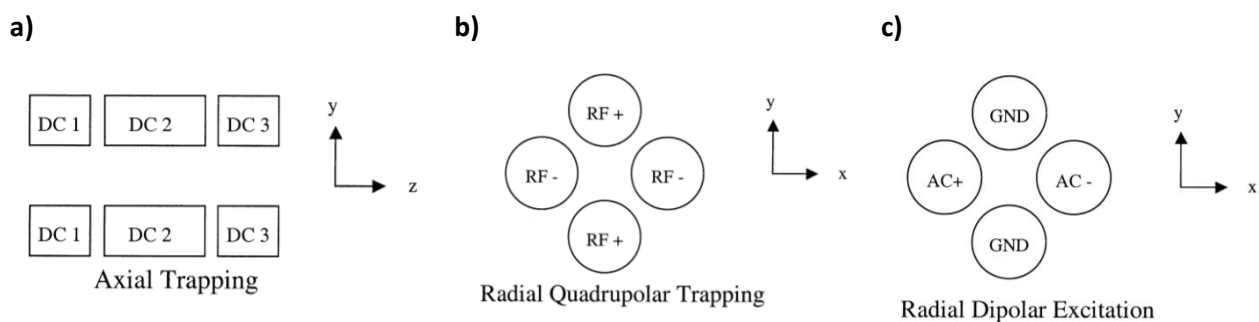 a)
DC 1 DC 2 DC 3
y
z
DC 1 DC 2 DC 3
Axial Trapping
b)
RF +
RF - RF -
RF +
y
x
Radial Quadrupolar Trapping
c)
GND
AC+ AC -
GND
y
x
Radial Dipolar Excitation